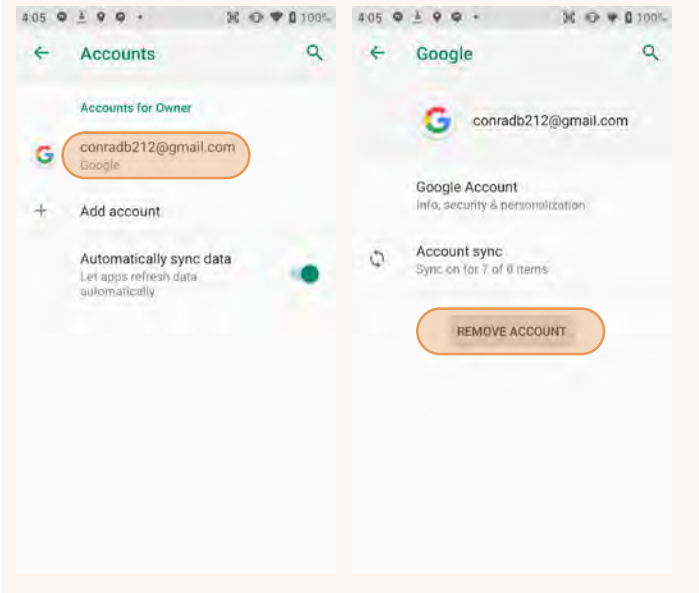 4:05 100%
Accounts
Accounts for Owner
conradb212@gmail.com
Google
Add account
Automatically sync data
Let apps refresh data
automatically
4:05 100%
Google
conradb212@gmail.com
Google Account
Info, security & personalization
Account sync
Sync on for 7 of 8 items
REMOVE ACCOUNT